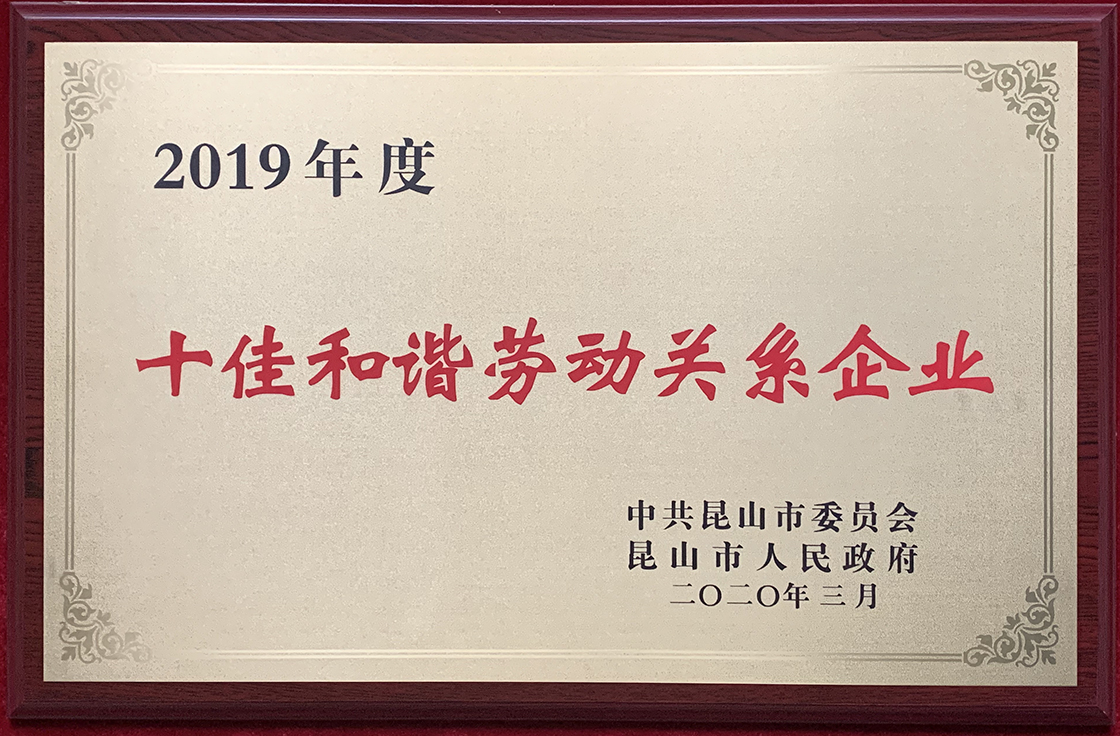 2019年度
十佳和谐劳动关系企业
中共昆山市委员会
昆山市人民政府
二〇二〇年三月